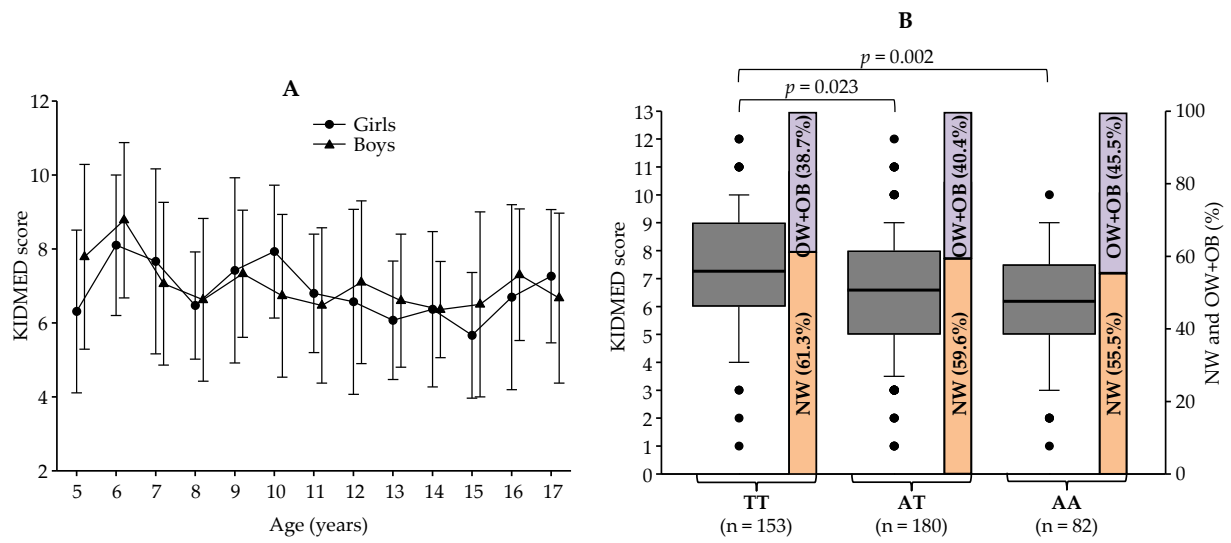 A
Girls
Boys
KIDMED score
12
10
8
6
4
2
5 6 7 8 9 10 11 12 13 14 15 16 17
Age (years)
B
p = 0.002
p = 0.023
KIDMED score
13
12
11
10
9
8
7
6
5
4
3
2
1
0
OW+OB (38.7%)
NW (61.3%)
OW+OB (40.4%)
NW (59.6%)
OW+OB (45.5%)
NW (55.5%)
100
80
60
40
20
0
NW and OW+OB (%)
TT AT AA
(n = 153) (n = 180) (n = 82)